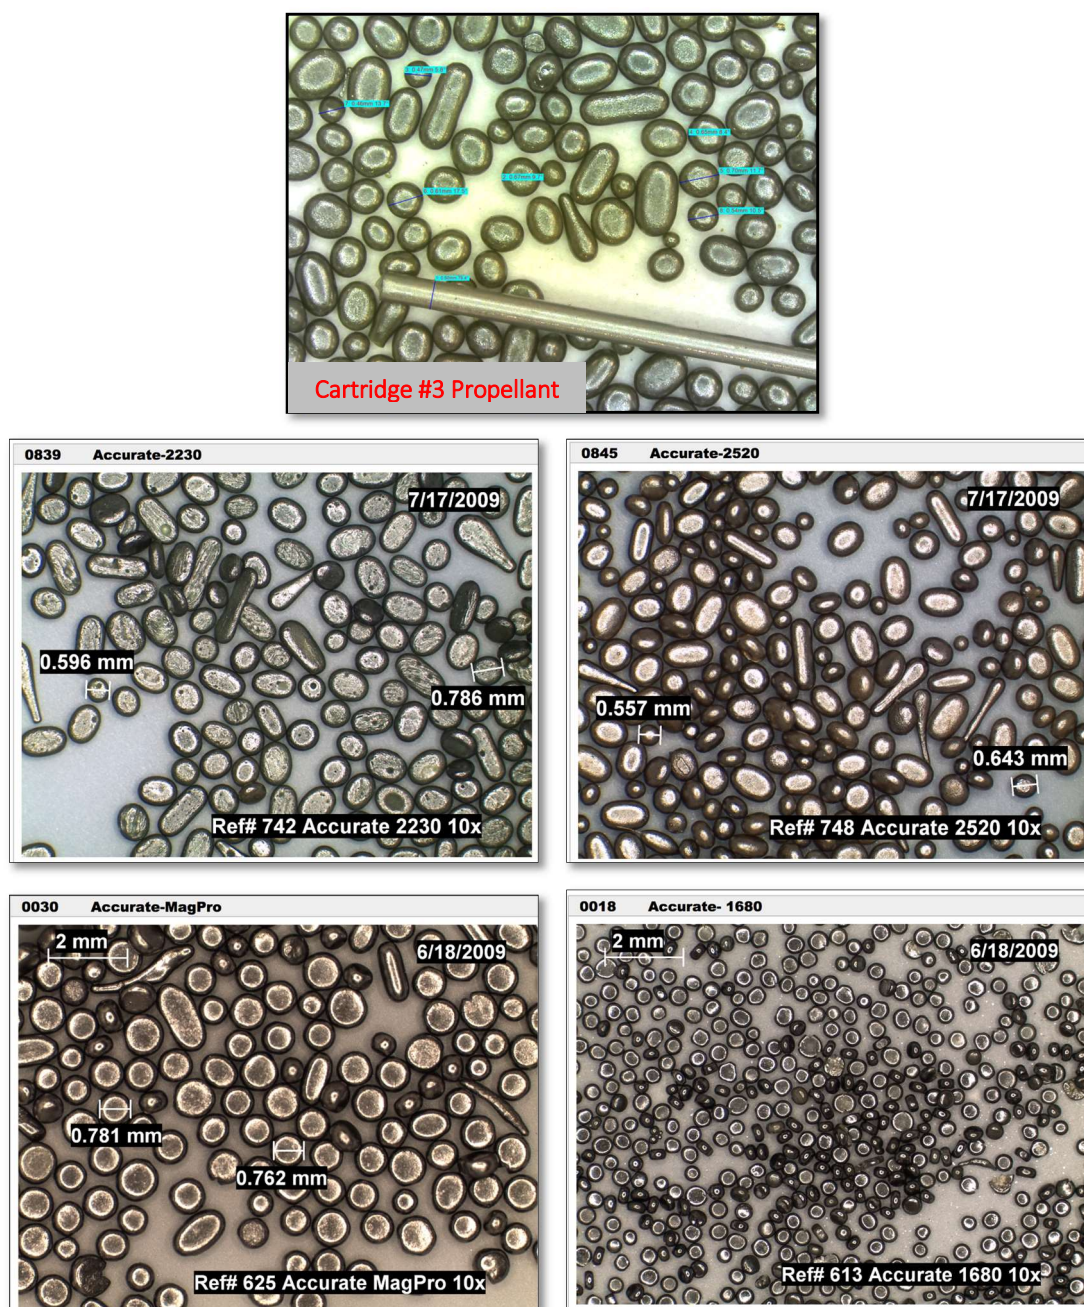 Cartridge #3 Propellant
0839 Accurate-2230
7/17/2009
0.596 mm
0.786 mm
Ref# 742 Accurate 2230 10x
0845 Accurate-2520
7/17/2009
0.557 mm
0.643 mm
Ref# 748 Accurate 2520 10x
0030 Accurate-MagPro
2 mm
6/18/2009
0.781 mm
0.762 mm
Ref# 625 Accurate MagPro 10x
0018 Accurate- 1680
2 mm
6/18/2009
Ref# 613 Accurate 1680 10x